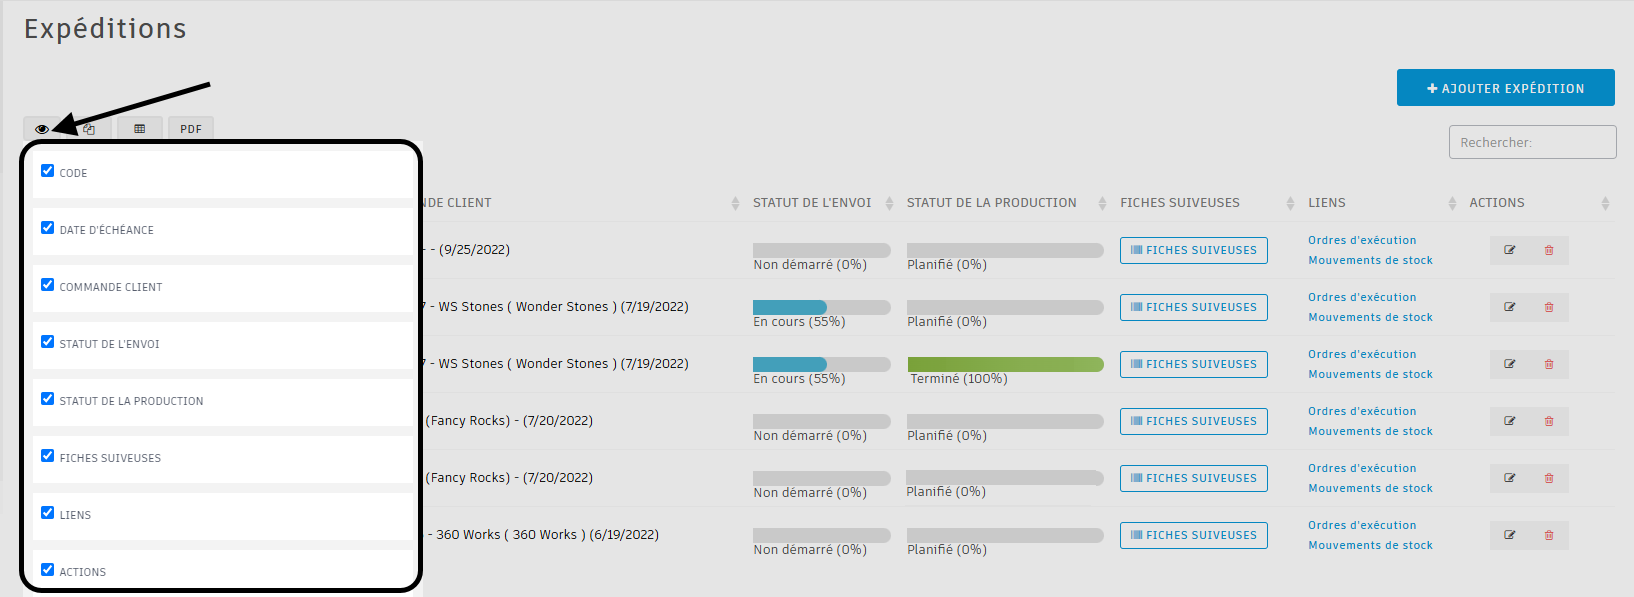 Expéditions
AJOUTER EXPÉDITION
PDF
Rechercher:
CODE
DATE D'ÉCHÉANCE
COMMANDE CLIENT
STATUT DE L'ENVOI
STATUT DE LA PRODUCTION
FICHES SUIVEUSES
LIENS
ACTIONS
CLIENT STATUT DE L'ENVOI STATUT DE LA PRODUCTION FICHES SUIVEUSES LIENS ACTIONS
- (9/25/2022) FICHES SUIVEUSES Ordres d'exécution
Non démarré (0%) Planifié (0%) Mouvements de stock
- WS Stones ( Wonder Stones ) (7/19/2022) FICHES SUIVEUSES Ordres d'exécution
En cours (55%) Planifié (0%) Mouvements de stock
- WS Stones ( Wonder Stones ) (7/19/2022) FICHES SUIVEUSES Ordres d'exécution
En cours (55%) Terminé (100%) Mouvements de stock
(Fancy Rocks) - (7/20/2022) FICHES SUIVEUSES Ordres d'exécution
Non démarré (0%) Planifié (0%) Mouvements de stock
(Fancy Rocks) - (7/20/2022) FICHES SUIVEUSES Ordres d'exécution
Non démarré (0%) Planifié (0%) Mouvements de stock
- 360 Works ( 360 Works ) (6/19/2022) FICHES SUIVEUSES Ordres d'exécution
Non démarré (0%) Planifié (0%) Mouvements de stock